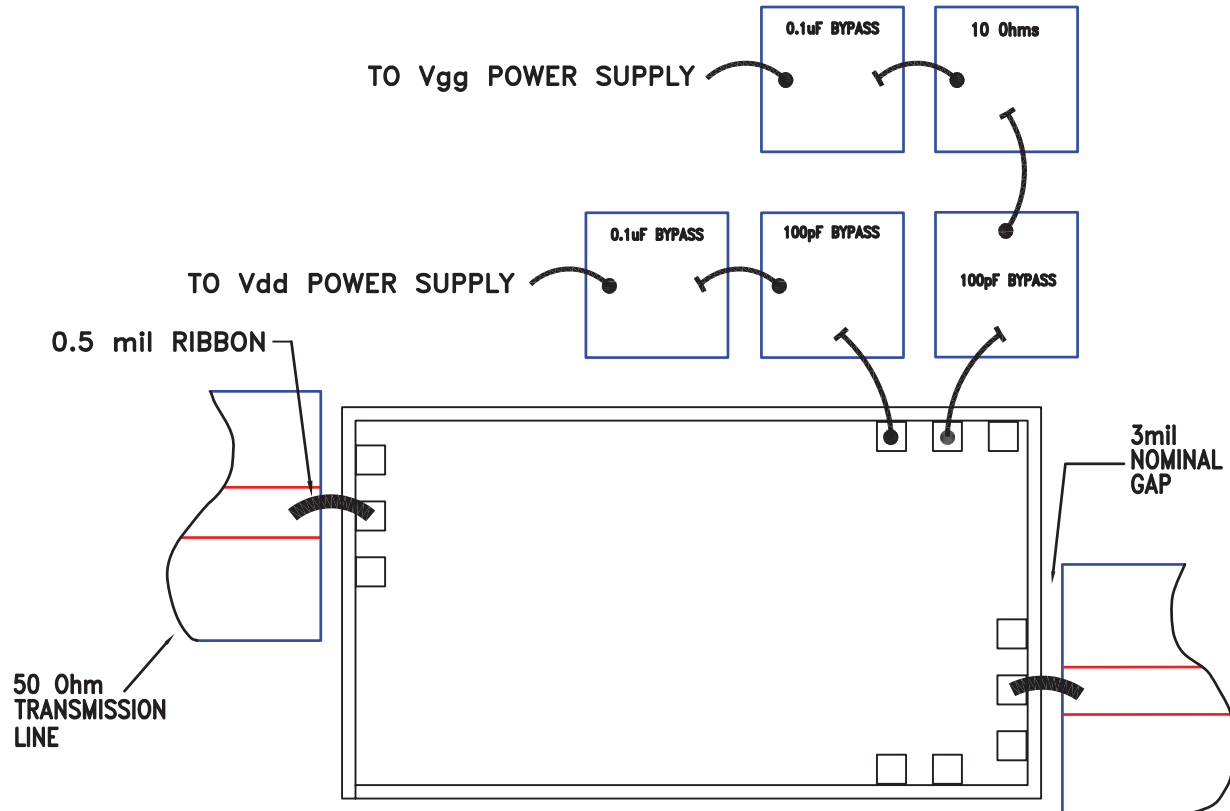 0.1uF BYPASS
10 Ohms
TO Vgg POWER SUPPLY
0.1uF BYPASS
100pF BYPASS
100pF BYPASS
TO Vdd POWER SUPPLY
0.5 mil RIBBON
3mil
NOMINAL
GAP
50 Ohm
TRANSMISSION
LINE